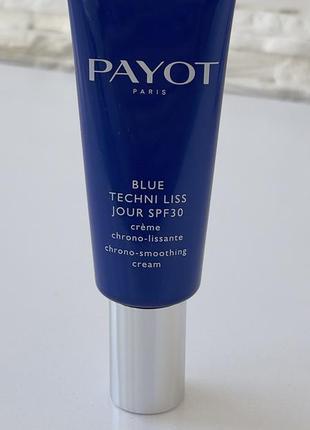 PAYOT
PARIS
BLUE
TECHNI LISS
JOUR SPF30
crème
chrono-lissante
chrono-smoothing
cream